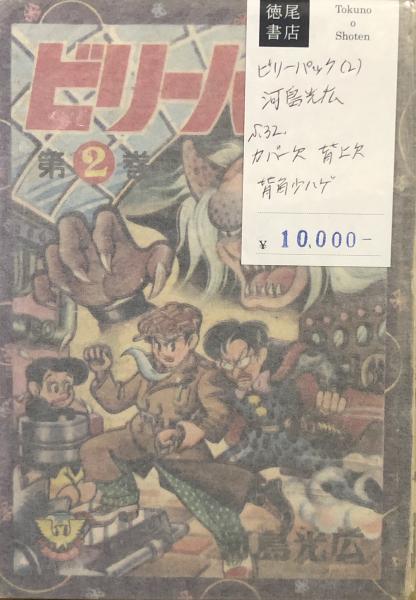 徳尾
書店
Tokuno
o
Shoten
ビリーパック(2)
河島光広
S.32.
カバー欠 背上欠
背角少ハゲ
¥ 10,000-
ビリーパ
第2巻
島光広